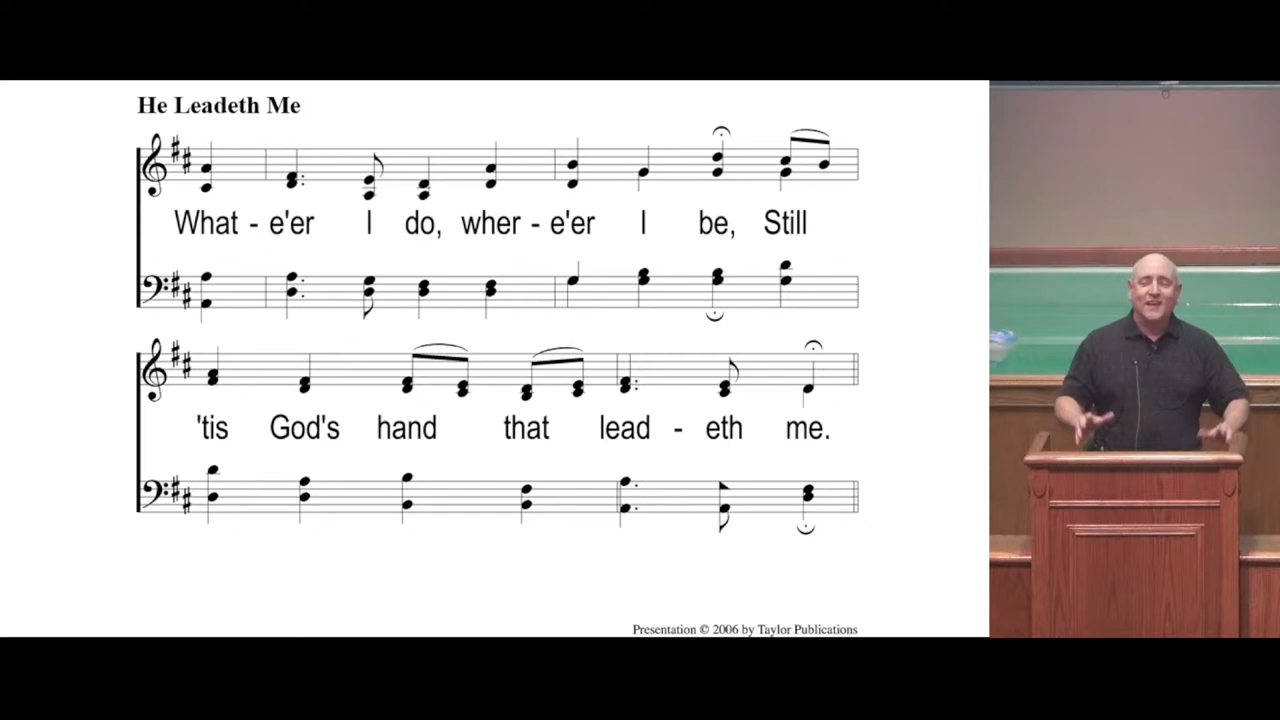 He Leadeth Me
What - e'er I do, wher - e'er I be, Still
'tis God's hand that lead - eth me.
Presentation © 2006 by Taylor Publications